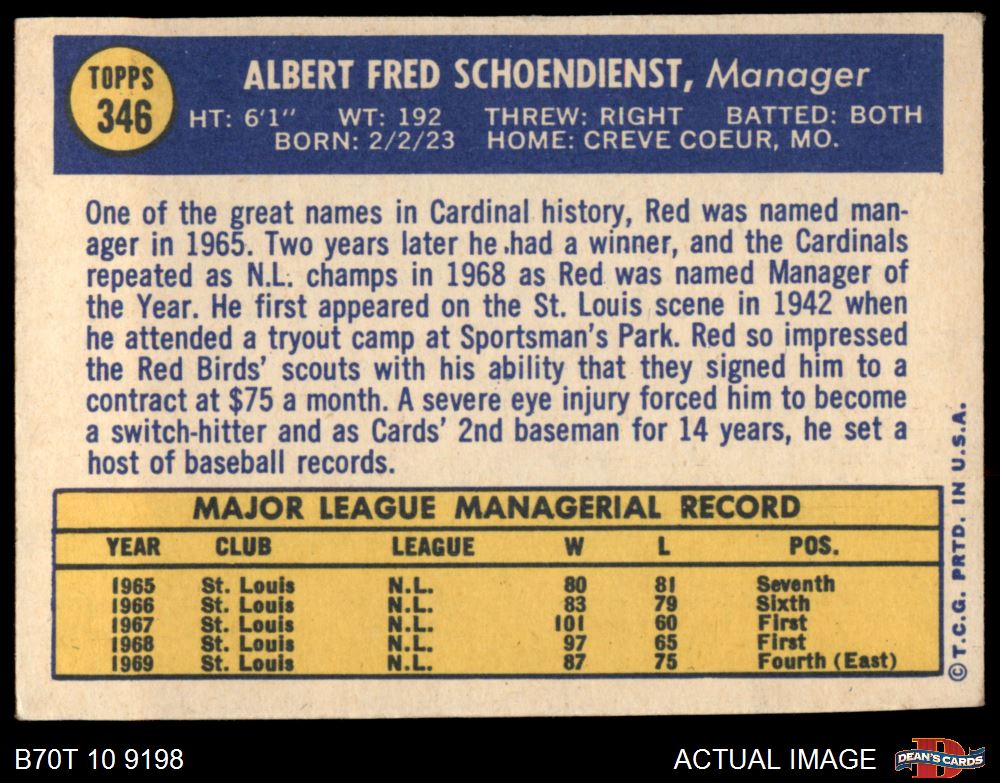 TOPPS
346
ALBERT FRED SCHOENDIENST, Manager
HT: 6'1" WT: 192 THREW: RIGHT BATTED: BOTH
BORN: 2/2/23 HOME: CREVE COEUR, MO.
One of the great names in Cardinal history, Red was named man-
ager in 1965. Two years later he had a winner, and the Cardinals
repeated as N.L. champs in 1968 as Red was named Manager of
the Year. He first appeared on the St. Louis scene in 1942 when
he attended a tryout camp at Sportsman's Park. Red so impressed
the Red Birds' scouts with his ability that they signed him to a
contract at $75 a month. A severe eye injury forced him to become
a switch-hitter and as Cards' 2nd baseman for 14 years, he set a
host of baseball records.
MAJOR LEAGUE MANAGERIAL RECORD
YEAR CLUB LEAGUE W L POS.
1965 St. Louis N.L. 80 81 Seventh
1966 St. Louis N.L. 83 79 Sixth
1967 St. Louis N.L. 101 60 First
1968 St. Louis N.L. 97 65 First
1969 St. Louis N.L. 87 75 Fourth (East)
© T.C.G. PRTD. IN U.S.A.
B70T 10 9198
ACTUAL IMAGE
D
DEAN'S CARDS